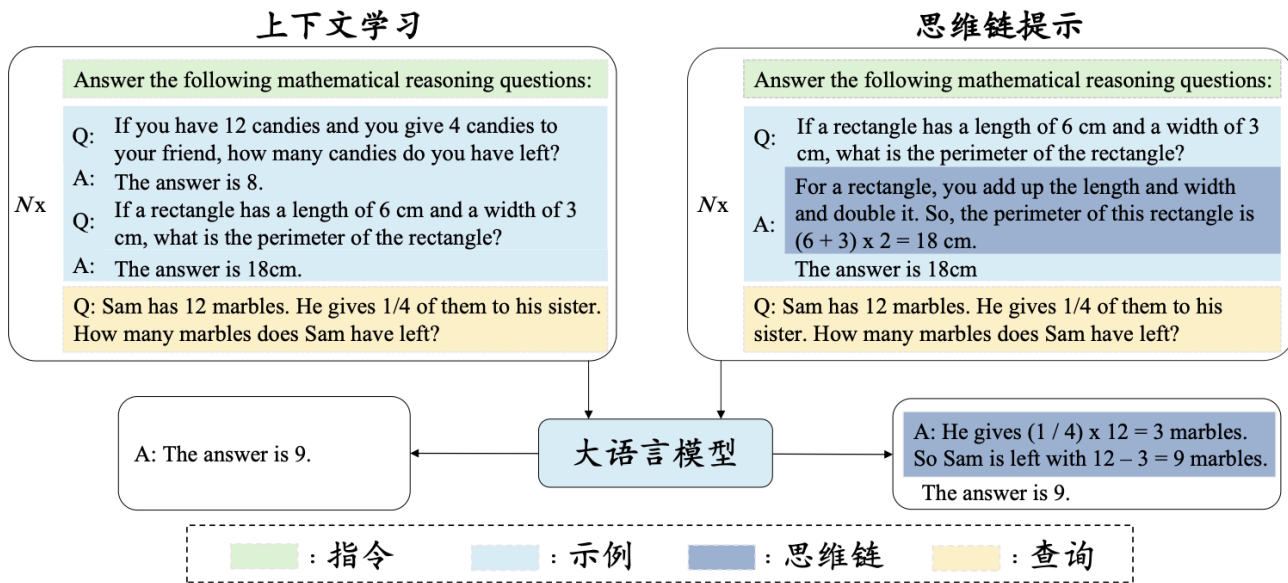 上下文学习
Answer the following mathematical reasoning questions:
Q: If you have 12 candies and you give 4 candies to
your friend, how many candies do you have left?
A: The answer is 8.
Nx
Q: If a rectangle has a length of 6 cm and a width of 3
cm, what is the perimeter of the rectangle?
A: The answer is 18cm.
Q: Sam has 12 marbles. He gives 1/4 of them to his sister.
How many marbles does Sam have left?
思维链提示
Answer the following mathematical reasoning questions:
Q: If a rectangle has a length of 6 cm and a width of 3
cm, what is the perimeter of the rectangle?
Nx
A: For a rectangle, you add up the length and width
and double it. So, the perimeter of this rectangle is
(6 + 3) x 2 = 18 cm.
The answer is 18cm
Q: Sam has 12 marbles. He gives 1/4 of them to his
sister. How many marbles does Sam have left?
A: The answer is 9.
大语言模型
A: He gives (1 / 4) x 12 = 3 marbles.
So Sam is left with 12 – 3 = 9 marbles.
The answer is 9.
: 指令 : 示例 : 思维链 : 查询